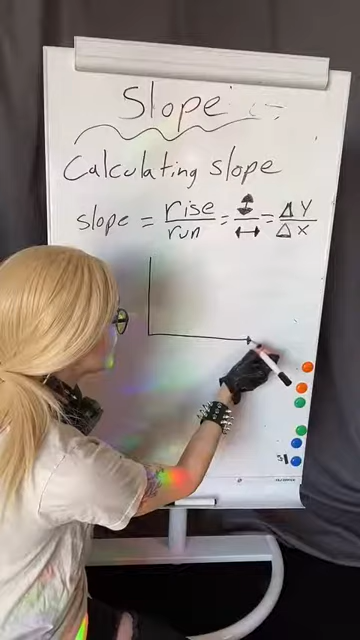 Slope
Calculating slope
slope = rise/run = ↕/↔ = ΔY/ΔX